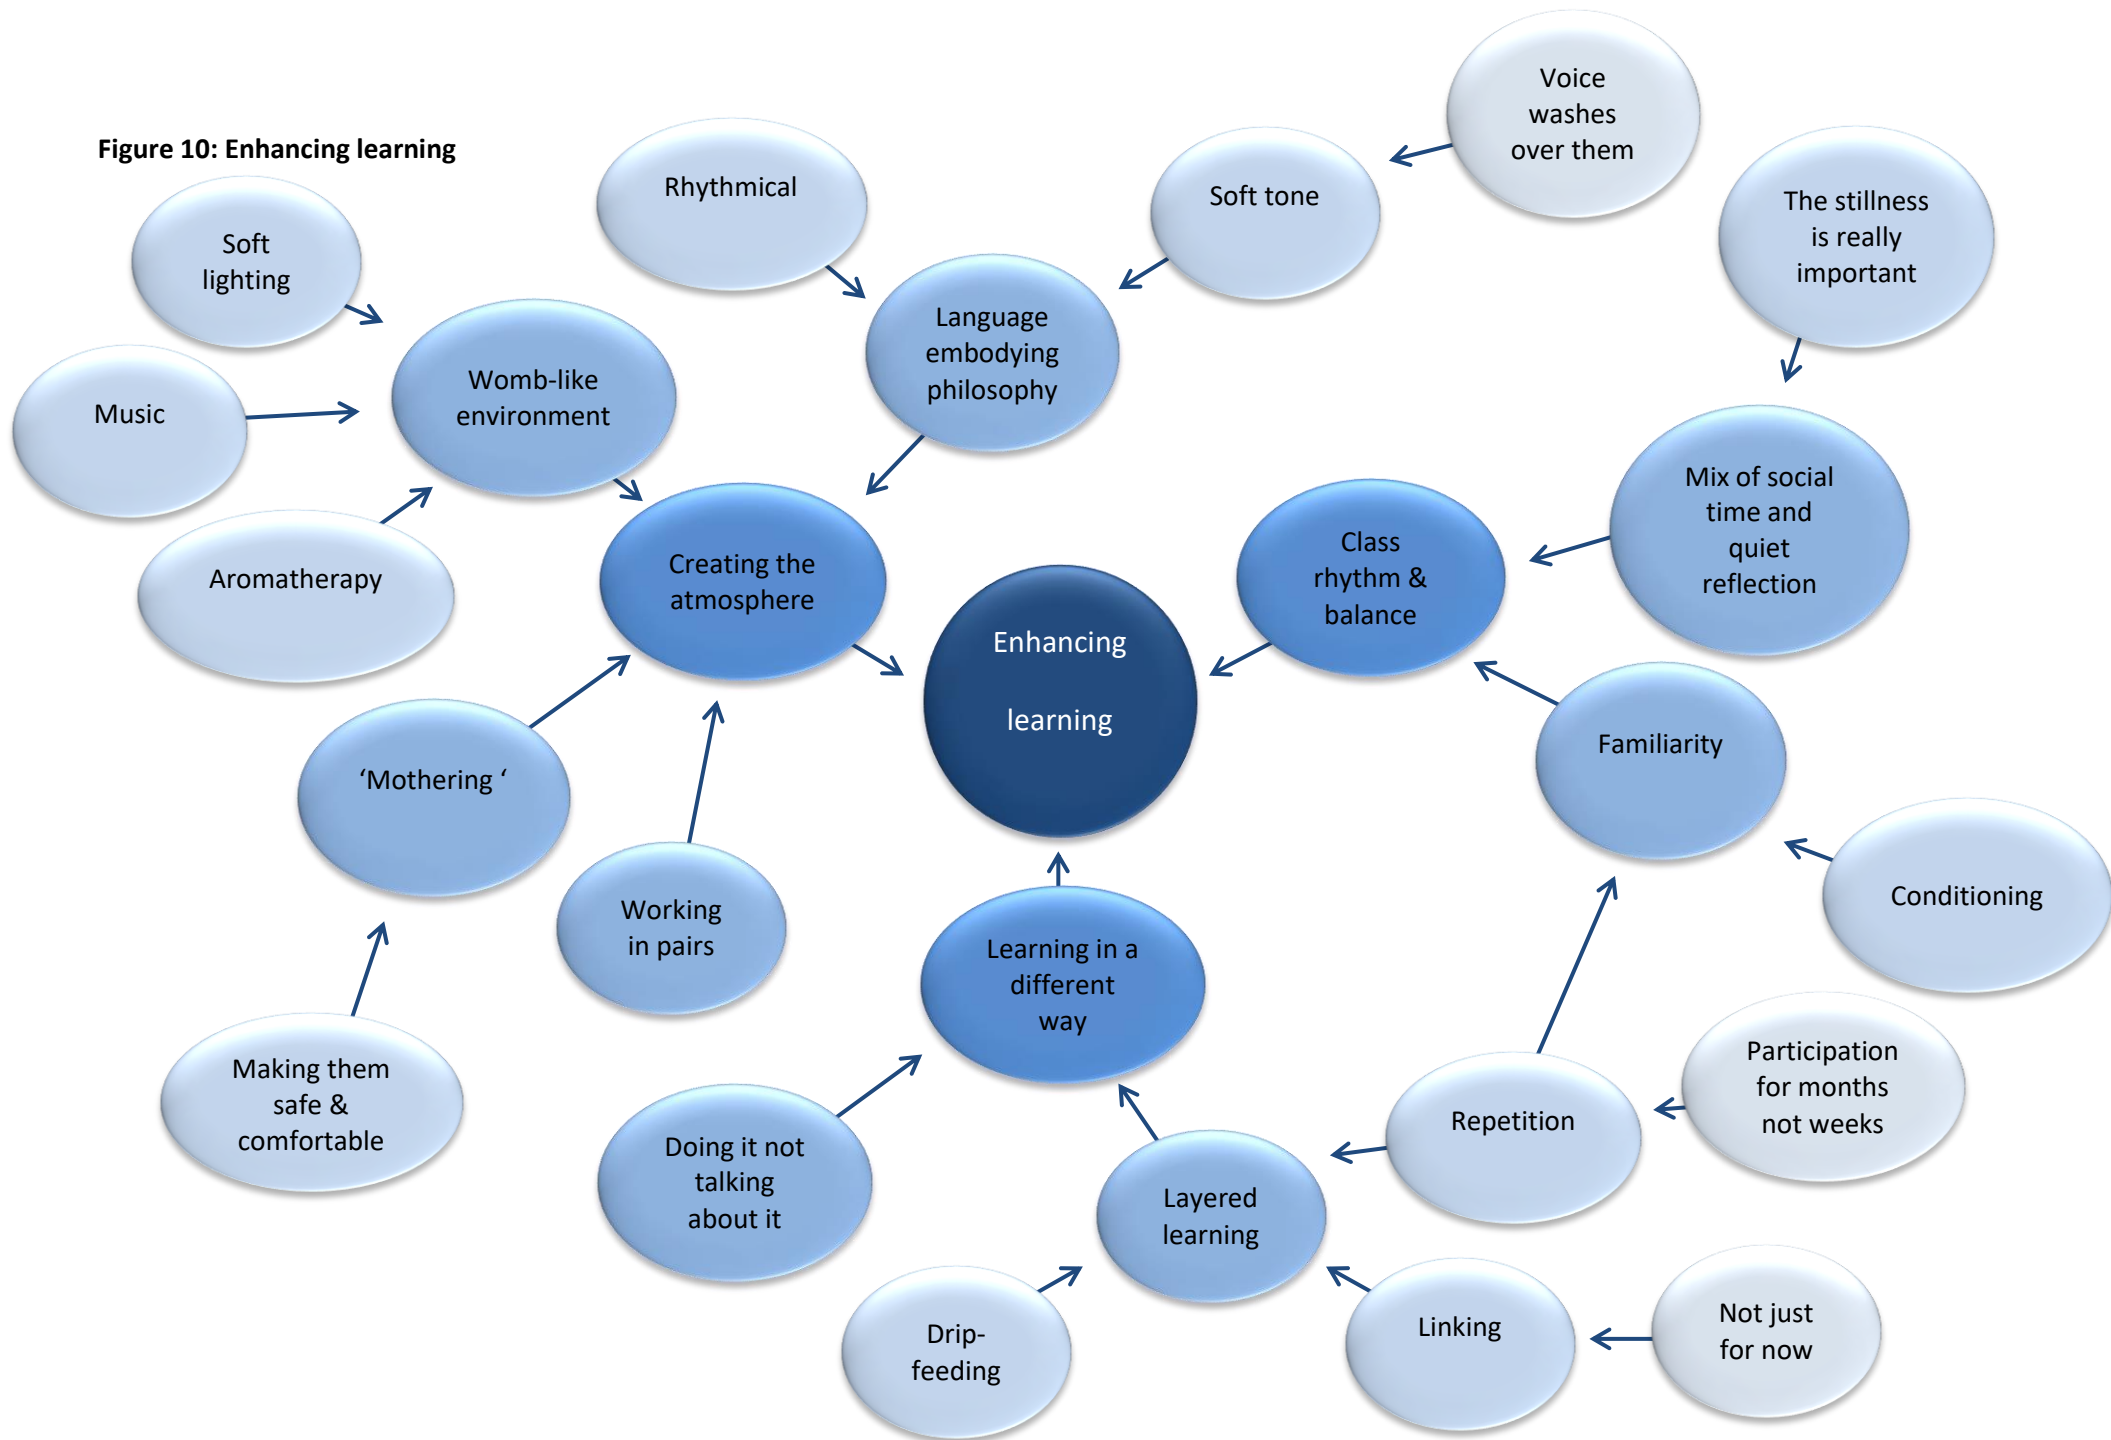 Figure 10: Enhancing learning
Voice
washes
over them
Rhythmical
Soft tone
The stillness
is really
important
Soft
lighting
Language
embodying
philosophy
Womb-like
environment
Music
Mix of social
time and
quiet
reflection
Aromatherapy
Creating the
atmosphere
Class
rhythm &
balance
Enhancing
learning
‘Mothering ‘
Familiarity
Working
in pairs
Conditioning
Learning in a
different
way
Making them
safe &
comfortable
Participation
for months
not weeks
Repetition
Doing it not
talking
about it
Layered
learning
Drip-
feeding
Linking
Not just
for now